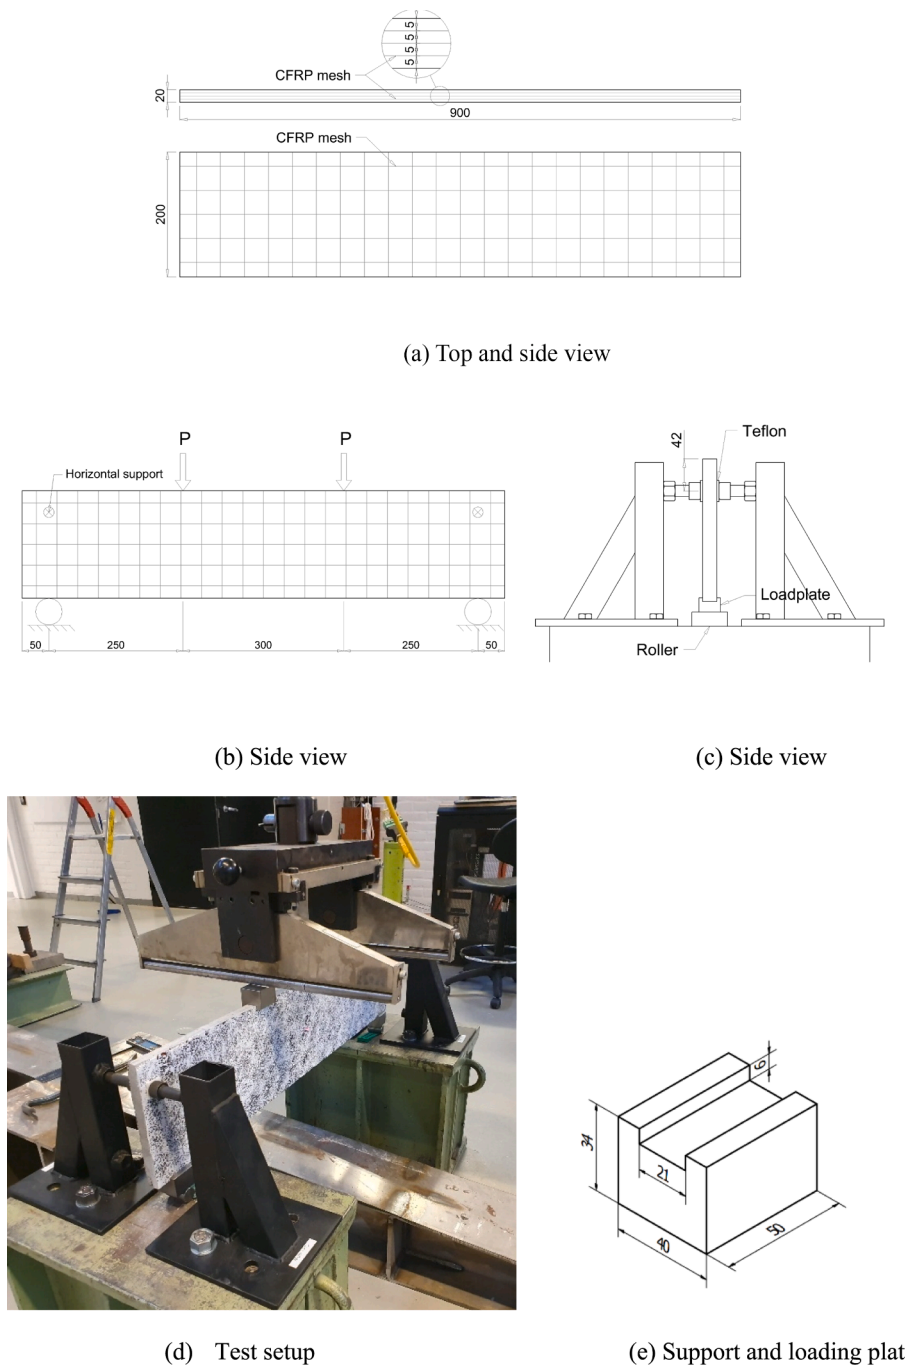 5
5
5
5
CFRP mesh
20
900
CFRP mesh
200
(a) Top and side view
P P
Horizontal support
50 250 300 250 50
(b) Side view
42
Teflon
Loadplate
Roller
(c) Side view
(d) Test setup
6
34
21
40
50
(e) Support and loading plat